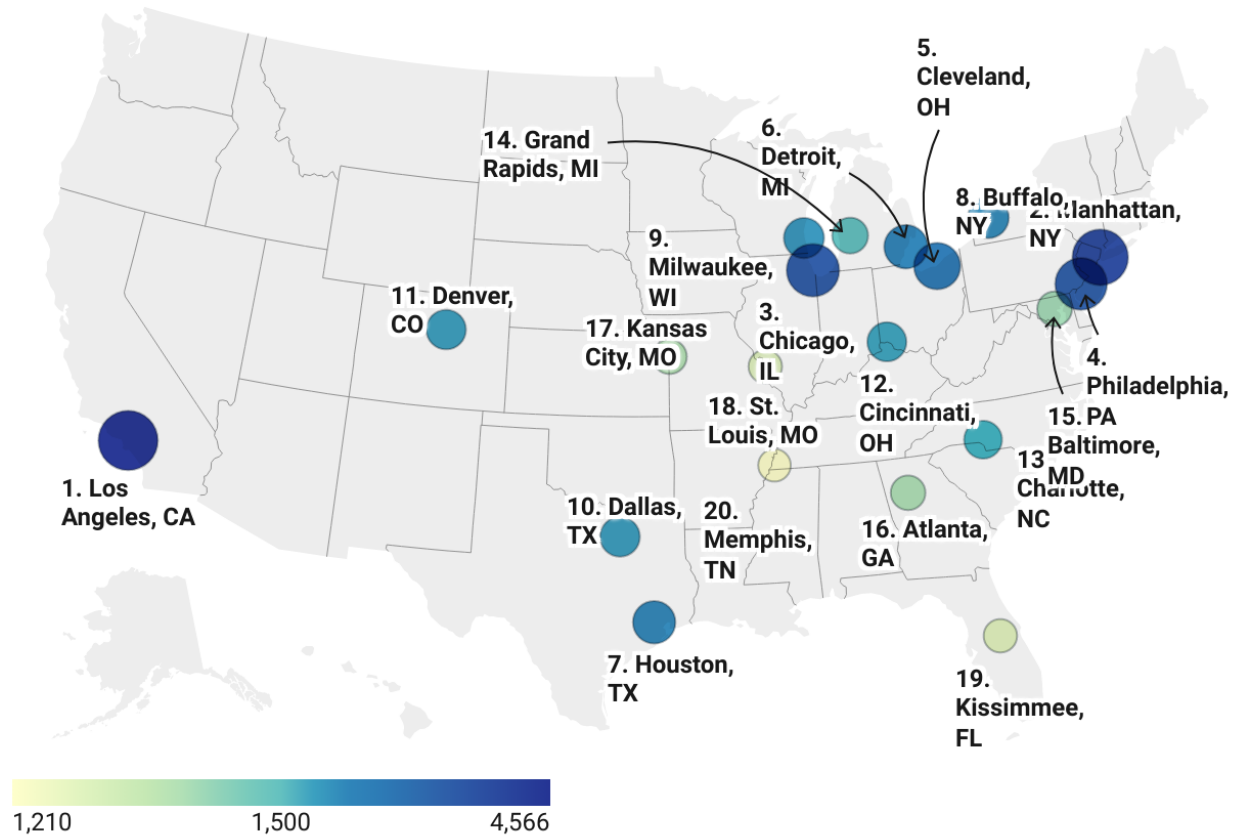 5.
Cleveland,
OH
14. Grand
Rapids, MI
6.
Detroit,
MI
8. Buffalo,
NY
2. Manhattan,
NY
9.
Milwaukee,
WI
11. Denver,
CO
17. Kansas
City, MO
3.
Chicago,
IL
4.
Philadelphia,
PA
12.
Cincinnati,
OH
18. St.
Louis, MO
15.
Baltimore,
MD
13
Charlotte,
NC
1. Los
Angeles, CA
10. Dallas,
TX
20.
Memphis,
TN
16. Atlanta,
GA
7. Houston,
TX
19.
Kissimmee,
FL
1,210
1,500
4,566